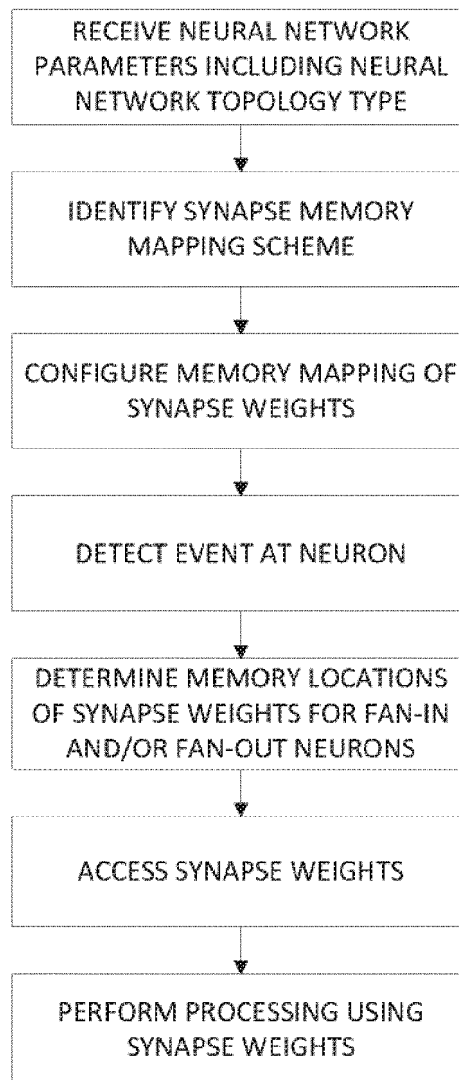 RECEIVE NEURAL NETWORK
PARAMETERS INCLUDING NEURAL
NETWORK TOPOLOGY TYPE
IDENTIFY SYNAPSE MEMORY
MAPPING SCHEME
CONFIGURE MEMORY MAPPING OF
SYNAPSE WEIGHTS
DETECT EVENT AT NEURON
DETERMINE MEMORY LOCATIONS
OF SYNAPSE WEIGHTS FOR FAN-IN
AND/OR FAN-OUT NEURONS
ACCESS SYNAPSE WEIGHTS
PERFORM PROCESSING USING
SYNAPSE WEIGHTS